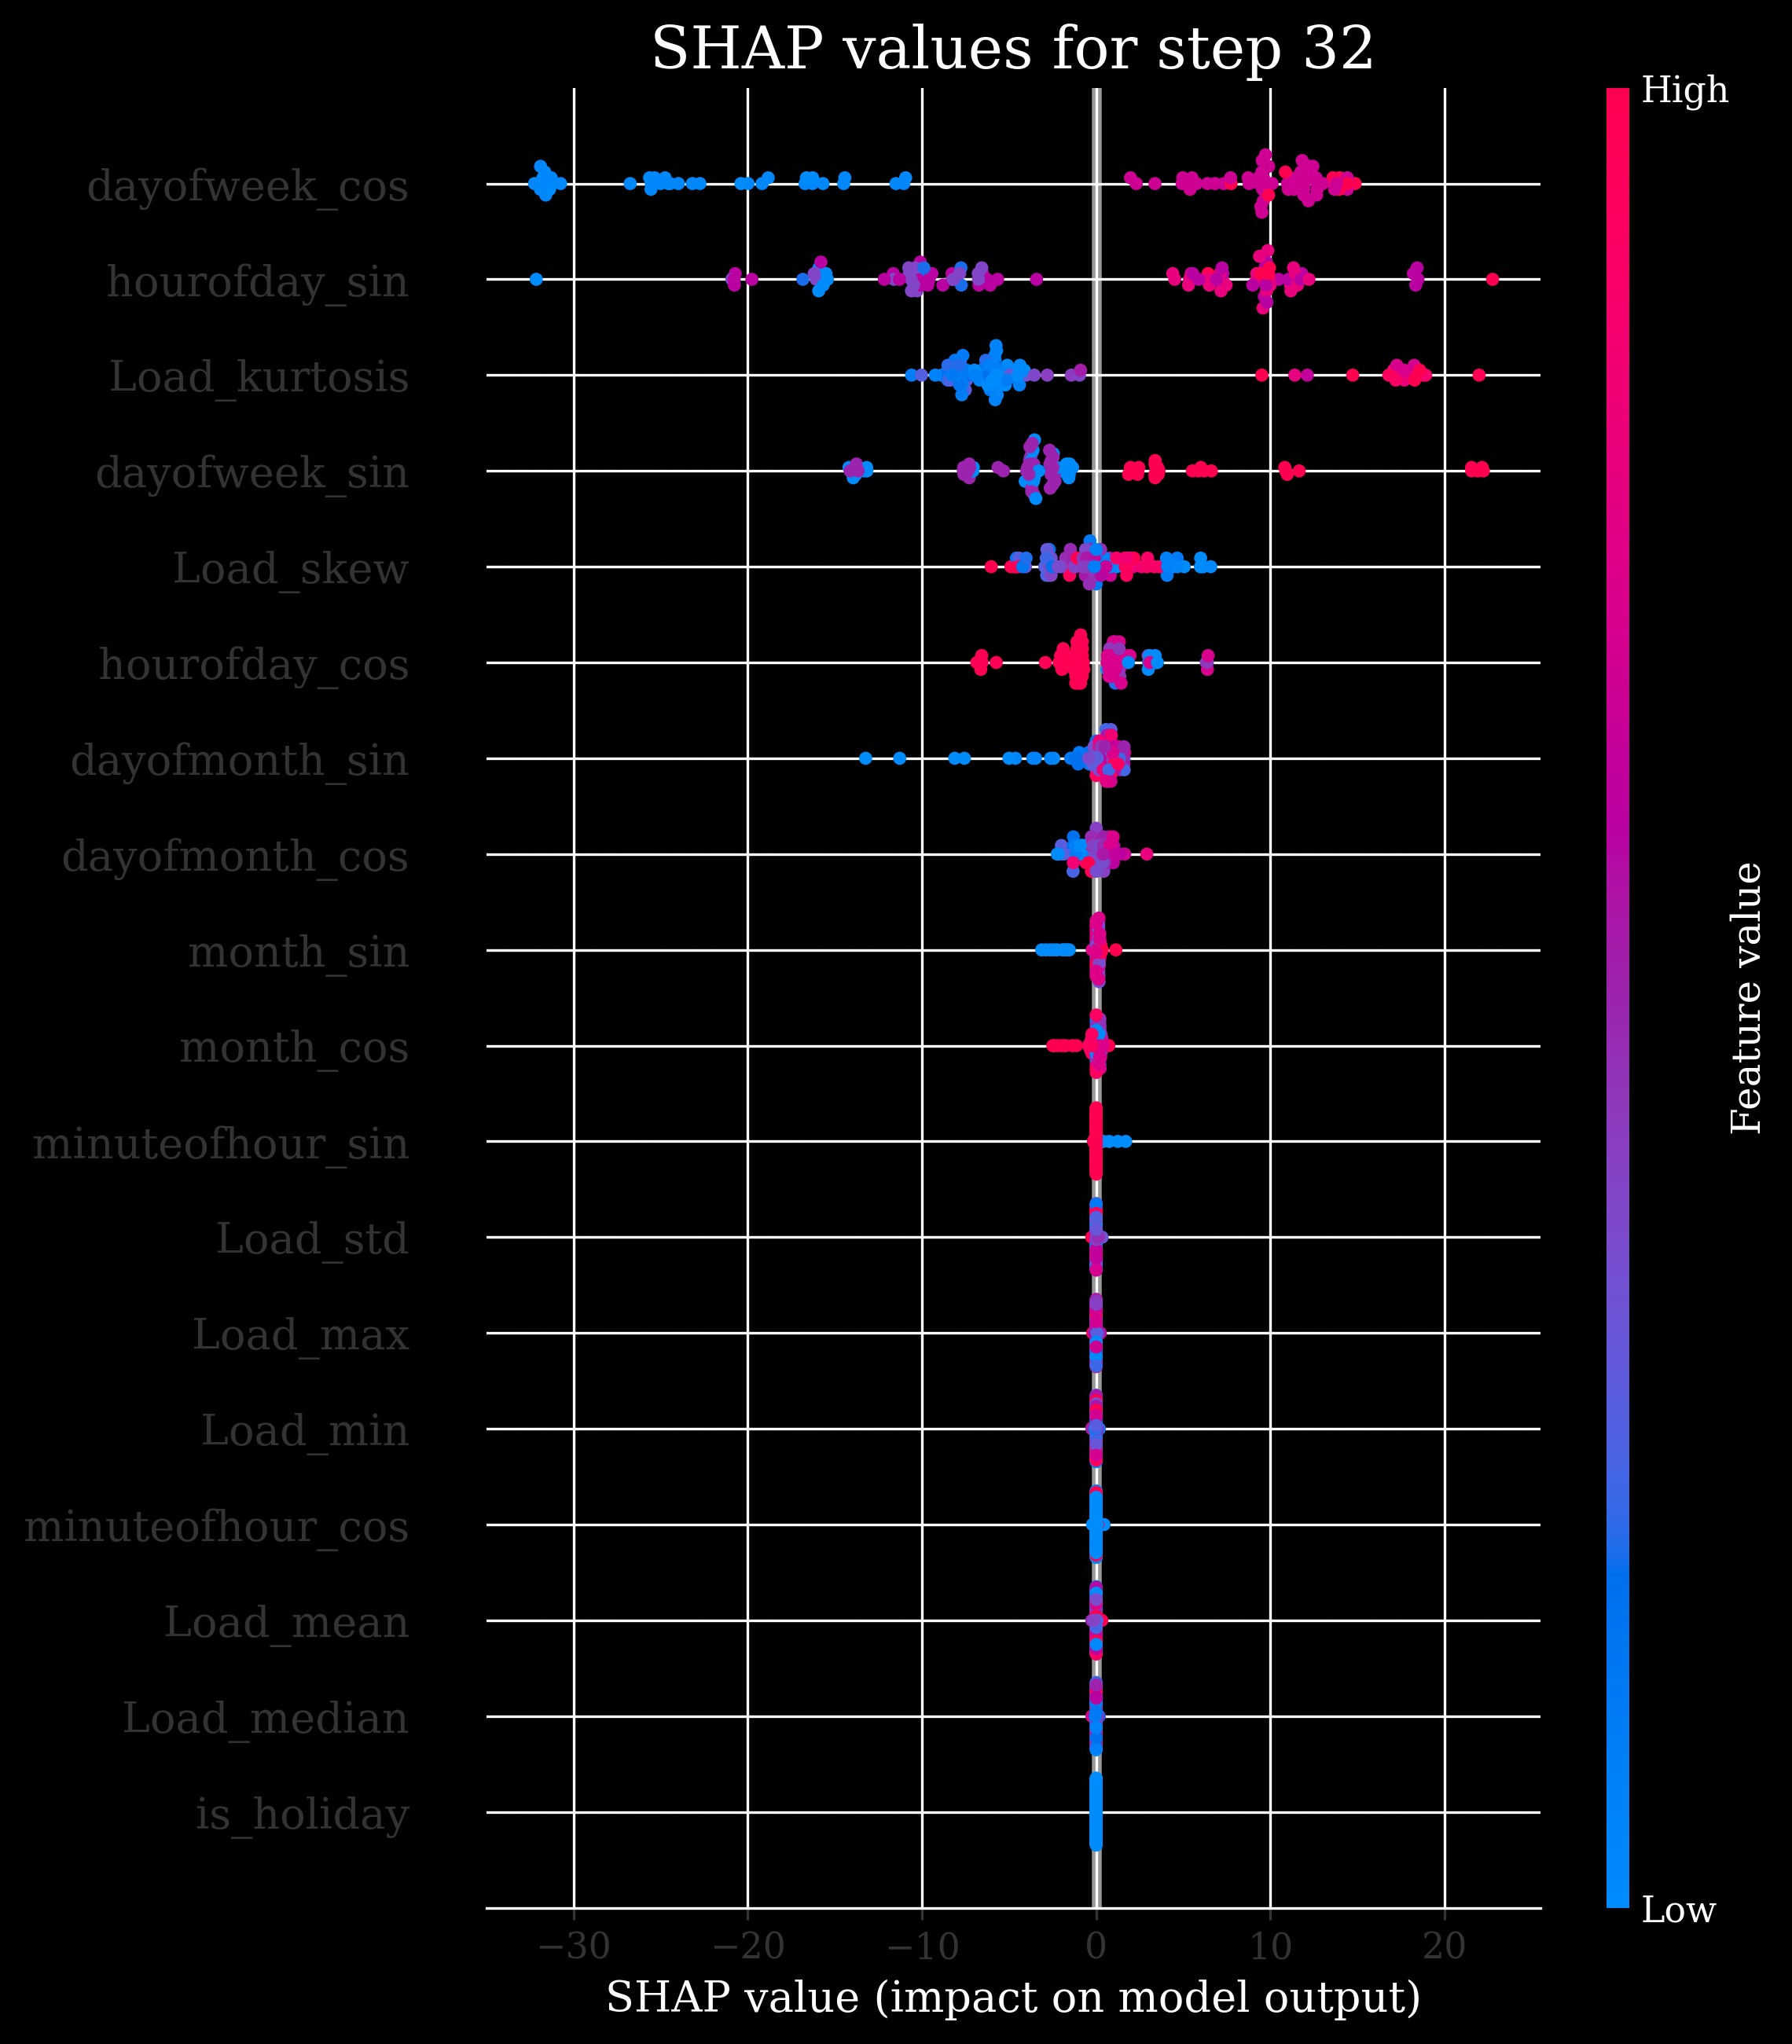 SHAP values for step 32
High
dayofweek_cos
hourofday_sin
Load_kurtosis
dayofweek_sin
Load_skew
hourofday_cos
dayofmonth_sin
dayofmonth_cos
month_sin
month_cos
minuteofhour_sin
Load_std
Load_max
Load_min
minuteofhour_cos
Load_mean
Load_median
is_holiday
Feature value
Low
−30 −20 −10 0 10 20
SHAP value (impact on model output)